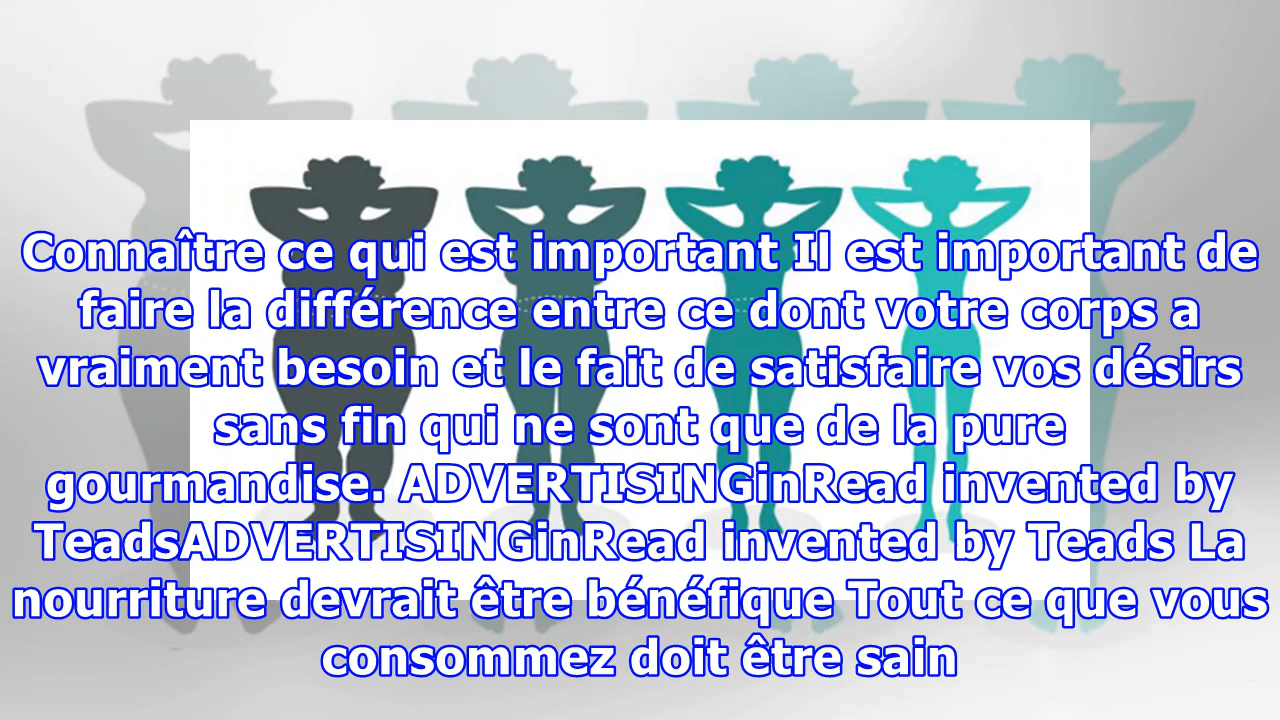 Connaître ce qui est important Il est important de
faire la différence entre ce dont votre corps a
vraiment besoin et le fait de satisfaire vos désirs
sans fin qui ne sont que de la pure
gourmandise. ADVERTISINGinRead invented by
TeadsADVERTISINGinRead invented by Teads La
nourriture devrait être bénéfique Tout ce que vous
consommez doit être sain